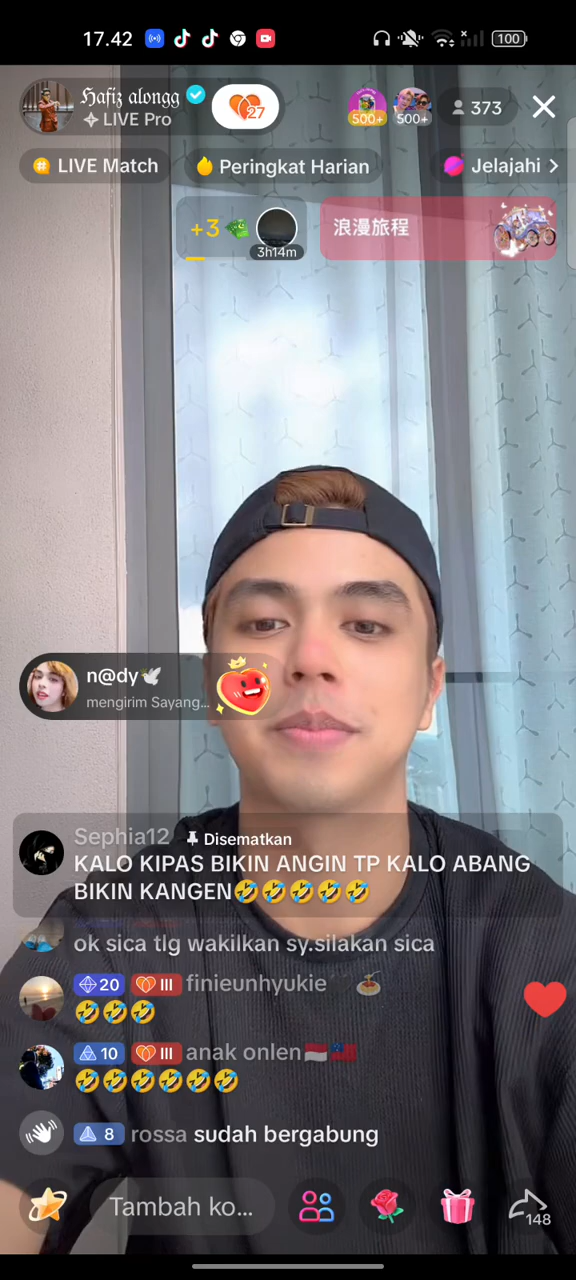 17.42
100
ℌafiz alongg
LIVE Pro
27
500+
500+
373
LIVE Match
Peringkat Harian
Jelajahi
+3
3h14m
浪漫旅程
n@dy🕊️
mengirim Sayang...
Sephia12 Disematkan
KALO KIPAS BIKIN ANGIN TP KALO ABANG
BIKIN KANGEN🤣🤣🤣🤣🤣
ok sica tlg wakilkan sy.silakan sica
20 III finieunhyukie 🍝
🤣🤣🤣
10 III anak onlen🇮🇩🇹🇼
🤣🤣🤣🤣🤣🤣
8 rossa sudah bergabung
Tambah ko...
148